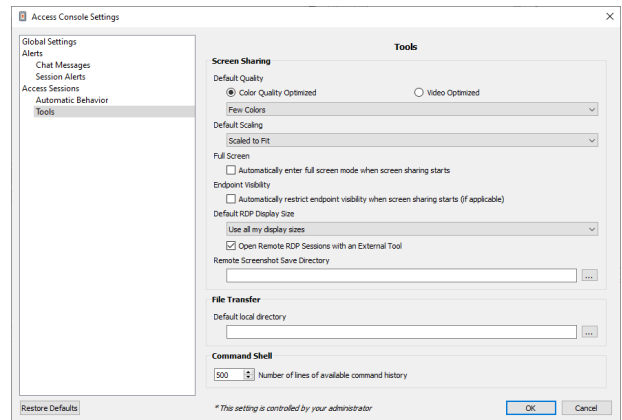 Access Console Settings
Global Settings
Alerts
Chat Messages
Session Alerts
Access Sessions
Automatic Behavior
Tools
Tools
Screen Sharing
Default Quality
Color Quality Optimized
Video Optimized
Few Colors
Default Scaling
Scaled to Fit
Full Screen
Automatically enter full screen mode when screen sharing starts
Endpoint Visibility
Automatically restrict endpoint visibility when screen sharing starts (if applicable)
Default RDP Display Size
Use all my display sizes
Open Remote RDP Sessions with an External Tool
Remote Screenshot Save Directory
...
File Transfer
Default local directory
...
Command Shell
500 Number of lines of available command history
Restore Defaults
* This setting is controlled by your administrator
OK
Cancel